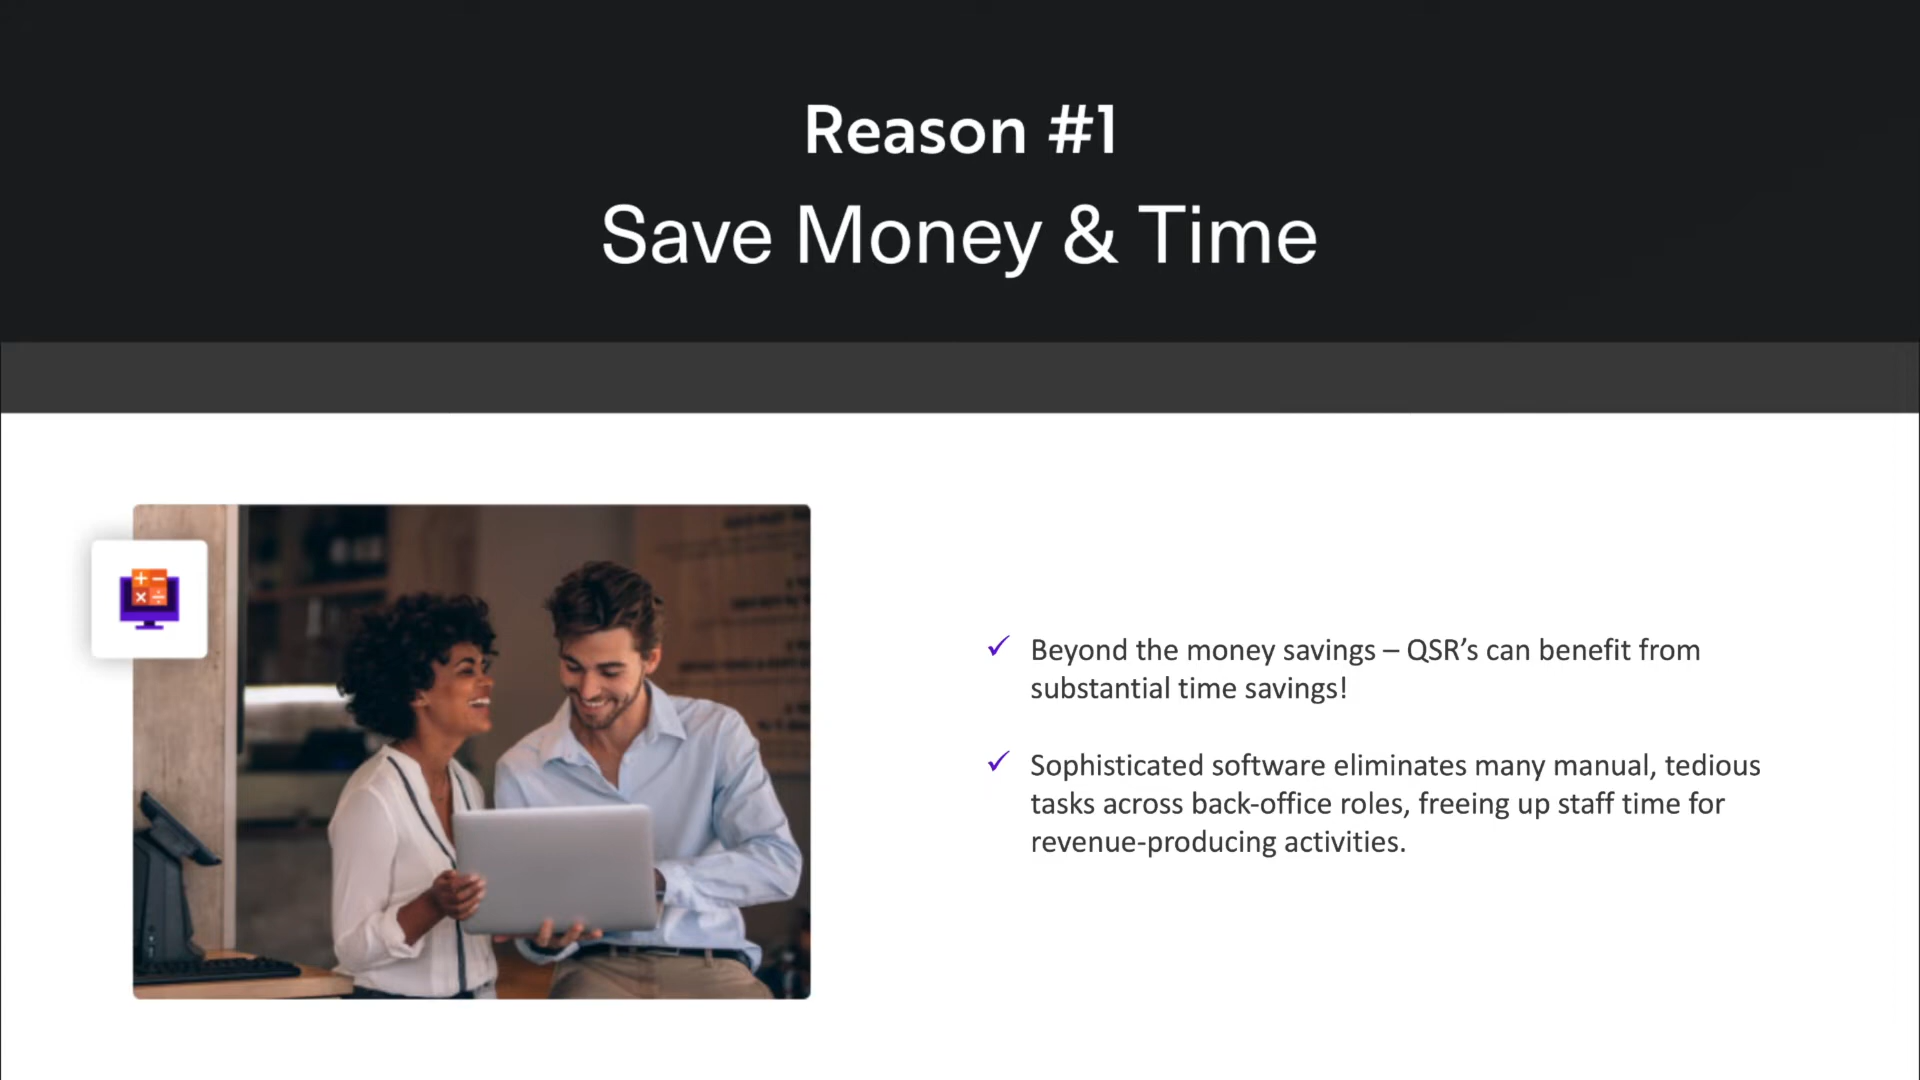 Reason #1
Save Money & Time
✓ Beyond the money savings – QSR’s can benefit from
substantial time savings!
✓ Sophisticated software eliminates many manual, tedious
tasks across back-office roles, freeing up staff time for
revenue-producing activities.